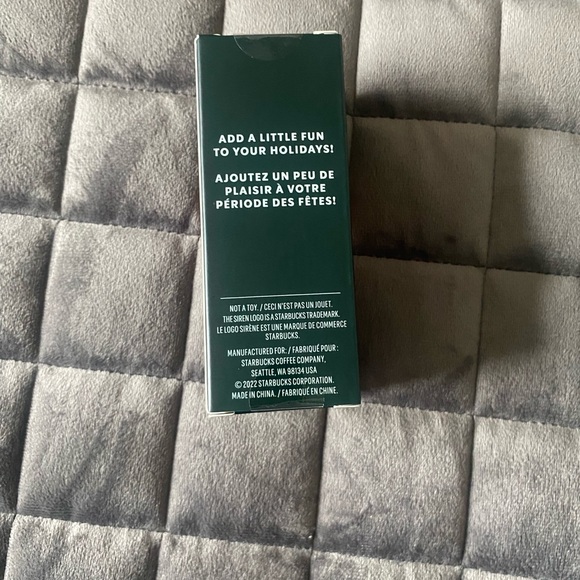 ADD A LITTLE FUN
TO YOUR HOLIDAYS!
AJOUTEZ UN PEU DE
PLAISIR À VOTRE
PÉRIODE DES FÊTES!
NOT A TOY. / CECI N'EST PAS UN JOUET.
THE SIREN LOGO IS A STARBUCKS TRADEMARK.
LE LOGO SIRÈNE EST UNE MARQUE DE COMMERCE
STARBUCKS.
MANUFACTURED FOR: / FABRIQUÉ POUR :
STARBUCKS COFFEE COMPANY,
SEATTLE, WA 98134 USA
© 2022 STARBUCKS CORPORATION.
MADE IN CHINA. / FABRIQUÉ EN CHINE.